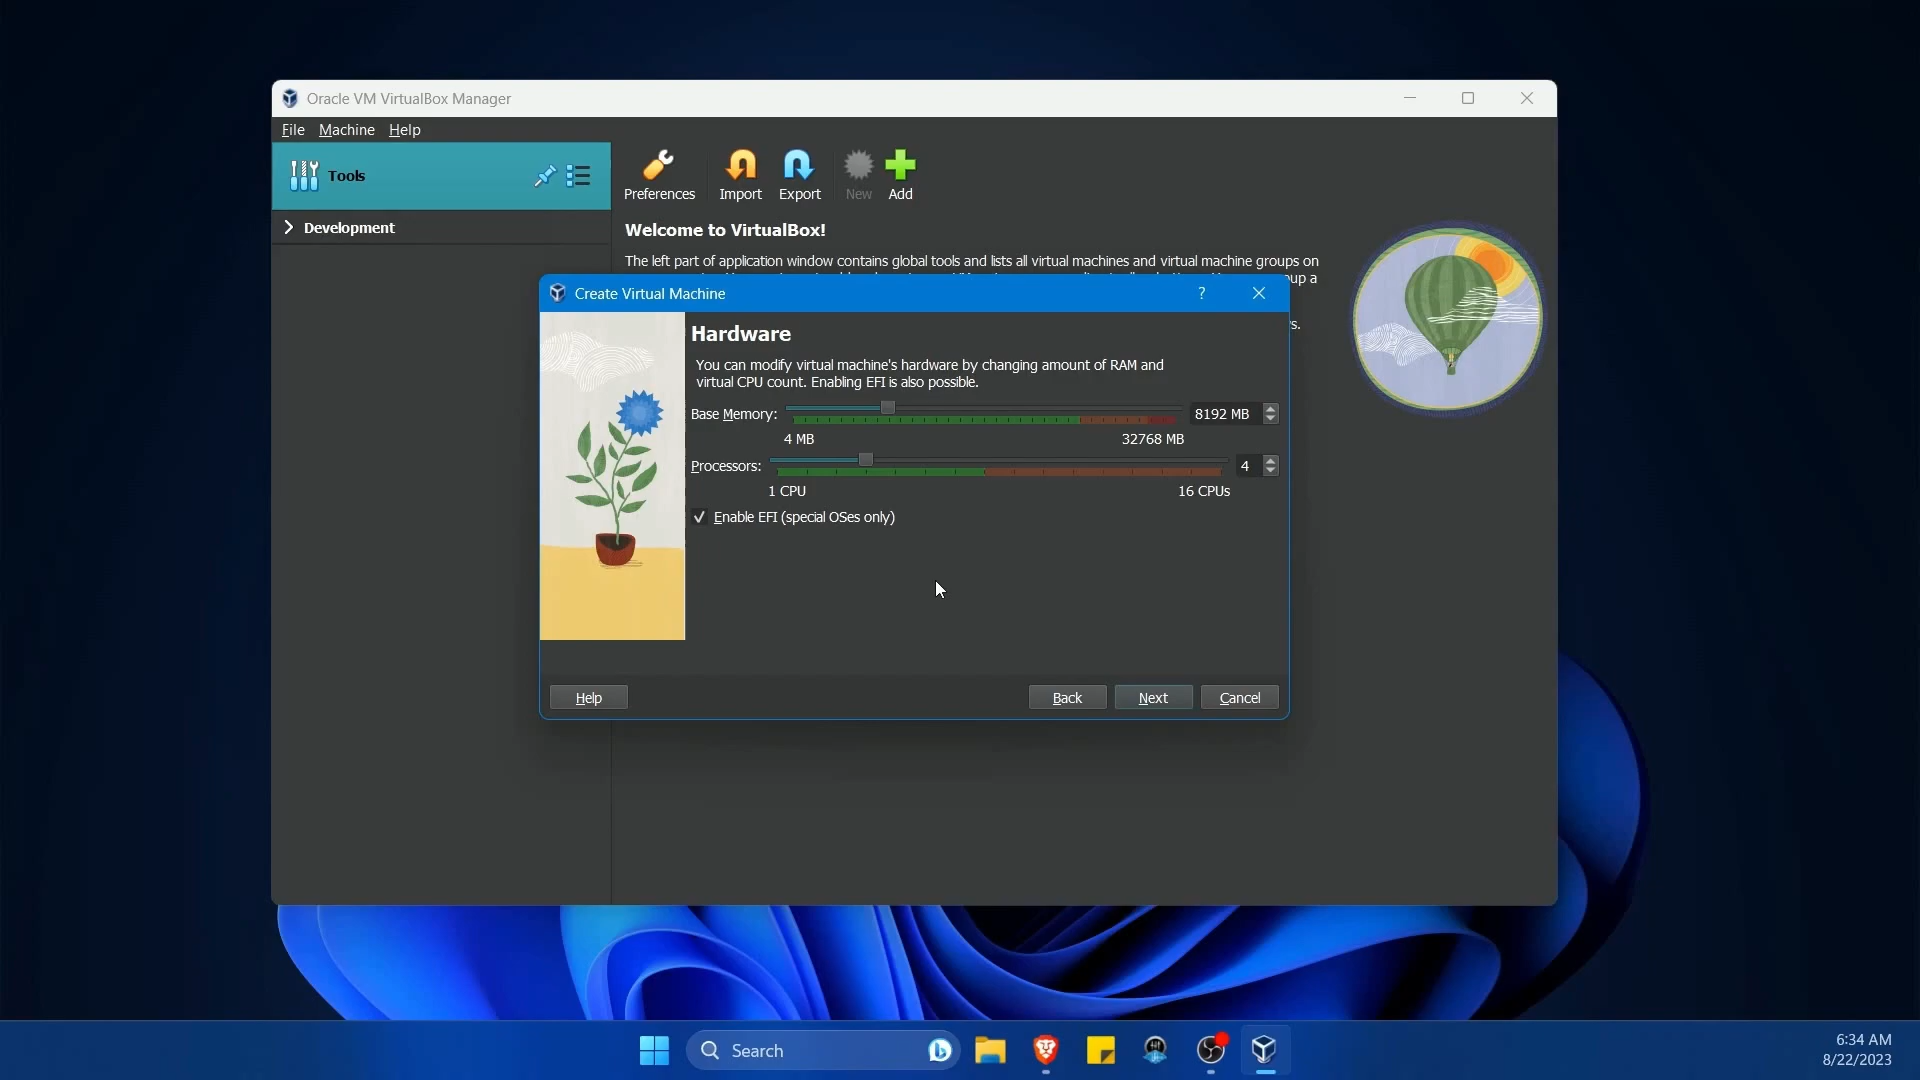 Oracle VM VirtualBox Manager
File Machine Help
Tools
Preferences Import Export New Add
Development
Welcome to VirtualBox!
The left part of application window contains global tools and lists all virtual machines and virtual machine groups on
up a
s.
Create Virtual Machine ?
Hardware
You can modify virtual machine's hardware by changing amount of RAM and
virtual CPU count. Enabling EFI is also possible.
Base Memory: 8192 MB
4 MB 32768 MB
Processors: 4
1 CPU 16 CPUs
Enable EFI (special OSes only)
Help Back Next Cancel
Search
6:34 AM
8/22/2023